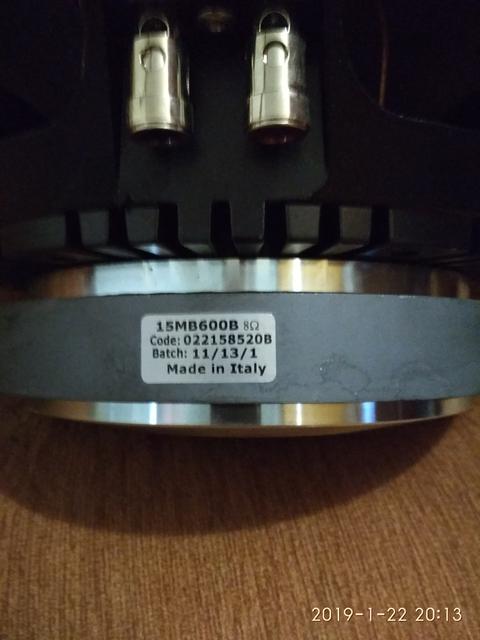 15MB600B 8Ω
Code: 022158520B
Batch: 11/13/1
Made in Italy
2019-1-22 20:13